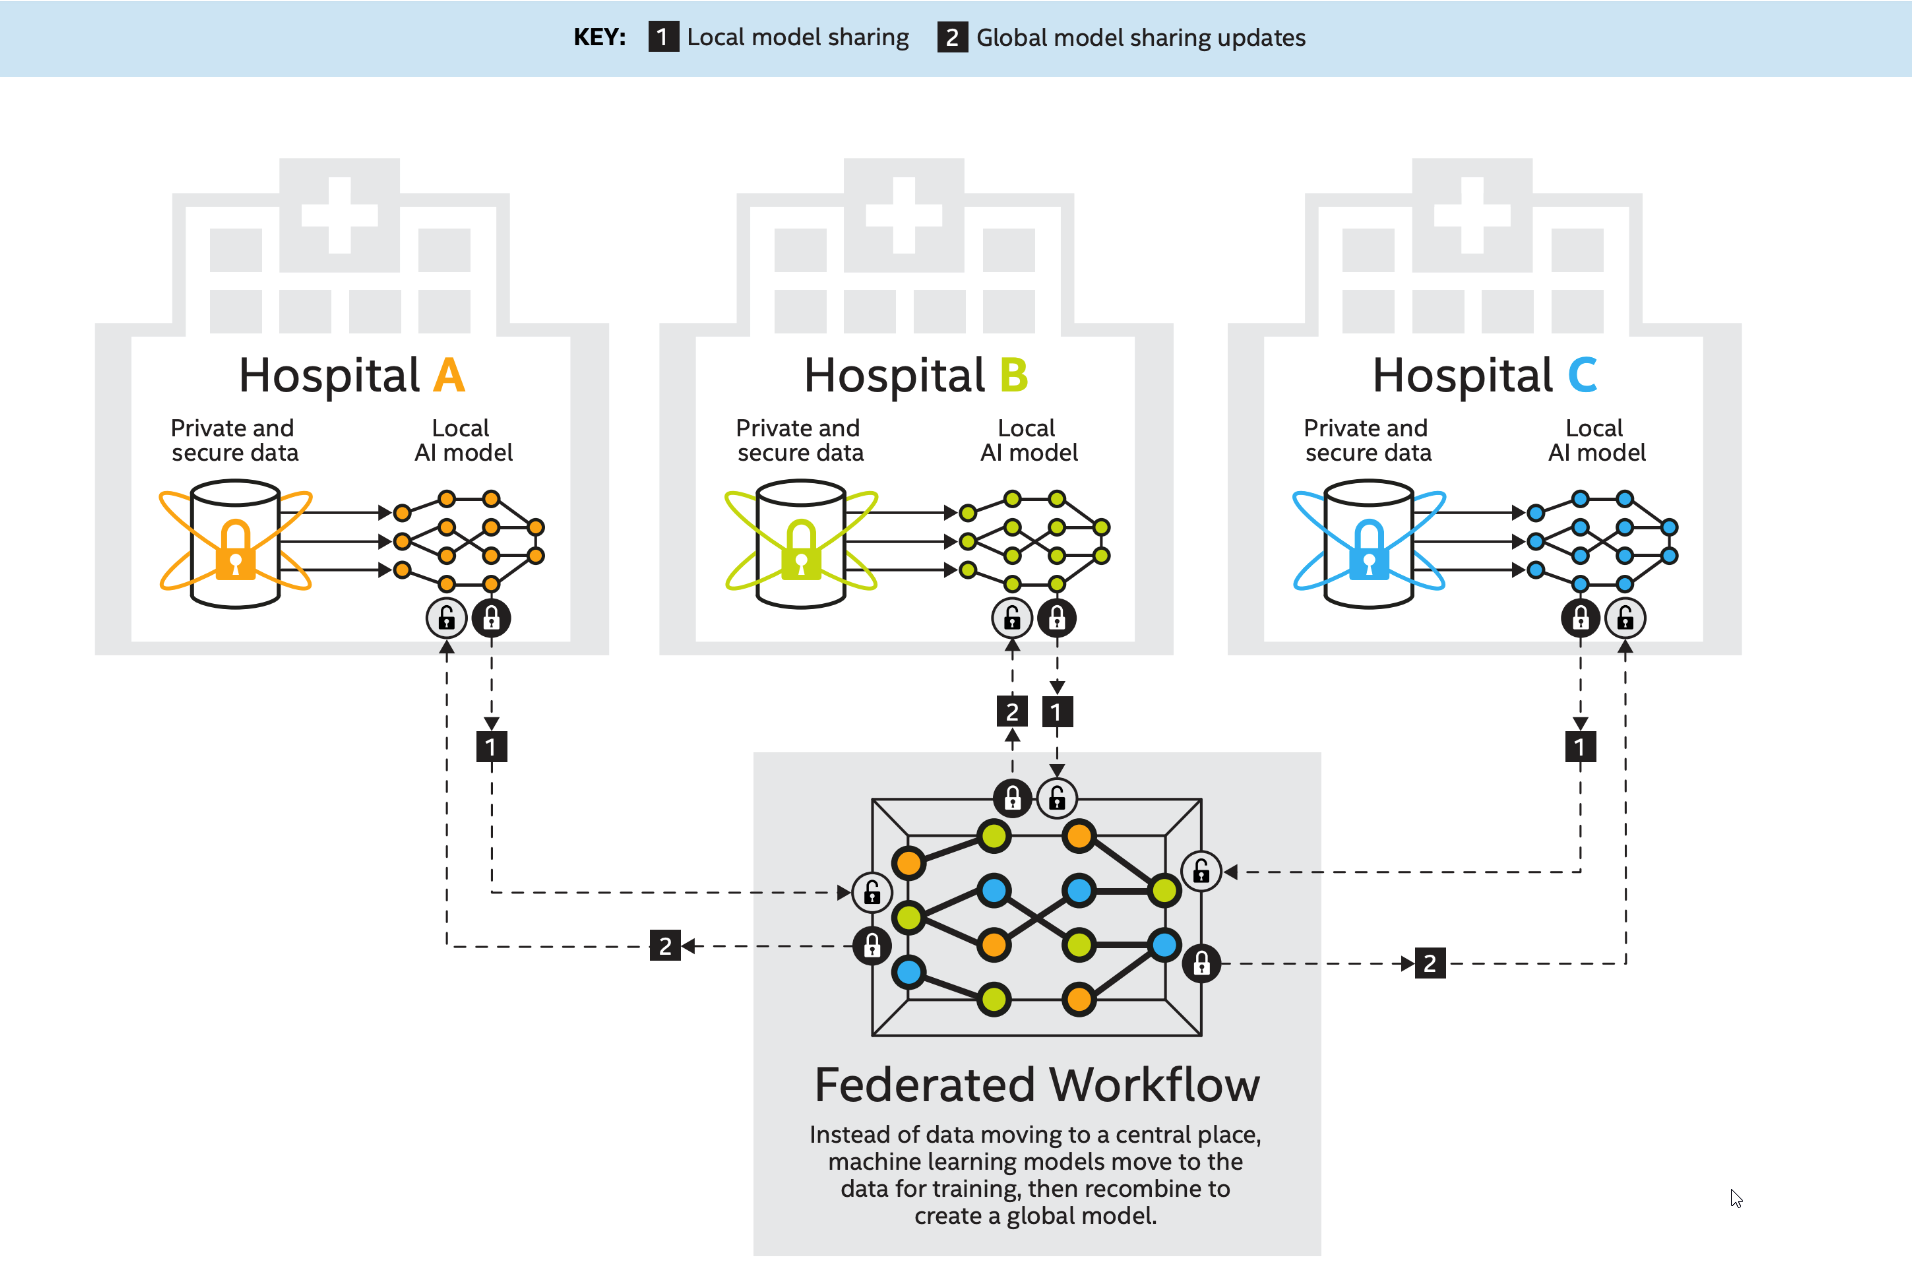 KEY: 1 Local model sharing 2 Global model sharing updates
Hospital A
Private and
secure data
Local
AI model
Hospital B
Private and
secure data
Local
AI model
Hospital C
Private and
secure data
Local
AI model
2 1
1
1
2
2
Federated Workflow
Instead of data moving to a central place,
machine learning models move to the
data for training, then recombine to
create a global model.